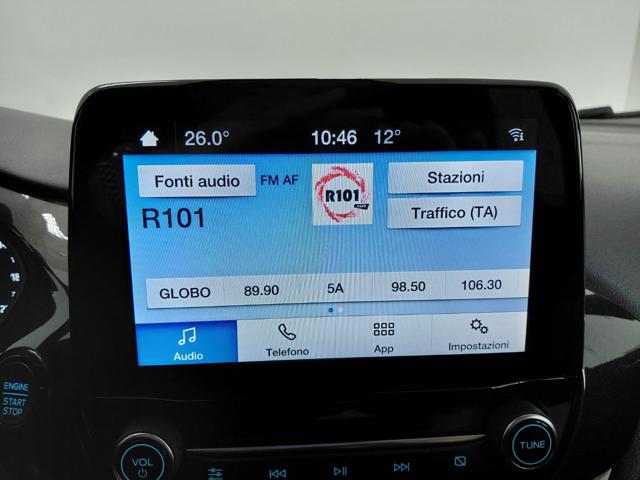 26.0° 10:46 12°
Fonti audio FM AF R101 Stazioni
R101 Traffico (TA)
GLOBO 89.90 5A 98.50 106.30
Audio Telefono App Impostazioni
ENGINE
START
STOP
VOL
TUNE